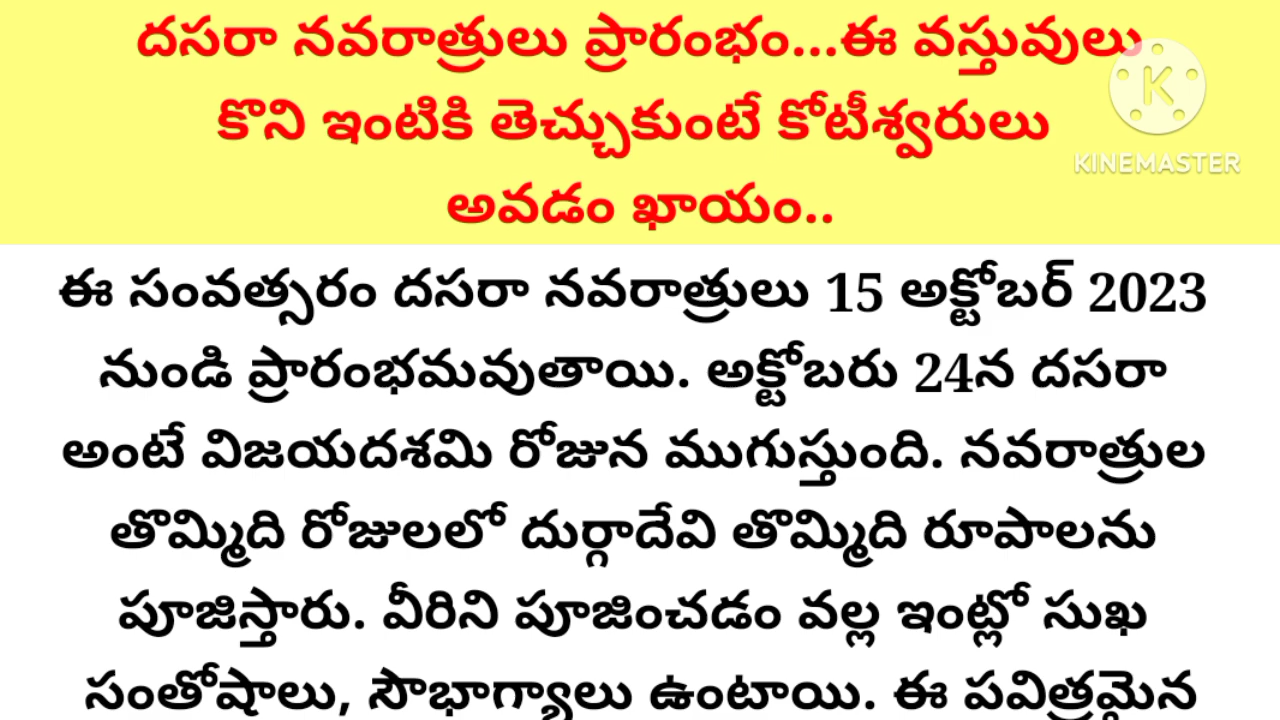 దసరా నవరాత్రులు ప్రారంభం...ఈ వస్తువులు
కొని ఇంటికి తెచ్చుకుంటే కోటీశ్వరులు
అవడం ఖాయం..
K
KINEMASTER
ఈ సంవత్సరం దసరా నవరాత్రులు 15 అక్టోబర్ 2023
నుండి ప్రారంభమవుతాయి. అక్టోబరు 24న దసరా
అంటే విజయదశమి రోజున ముగుస్తుంది. నవరాత్రుల
తొమ్మిది రోజులలో దుర్గాదేవి తొమ్మిది రూపాలను
పూజిస్తారు. వీరిని పూజించడం వల్ల ఇంట్లో సుఖ
సంతోషాలు, సౌభాగ్యాలు ఉంటాయి. ఈ పవిత్రమైన